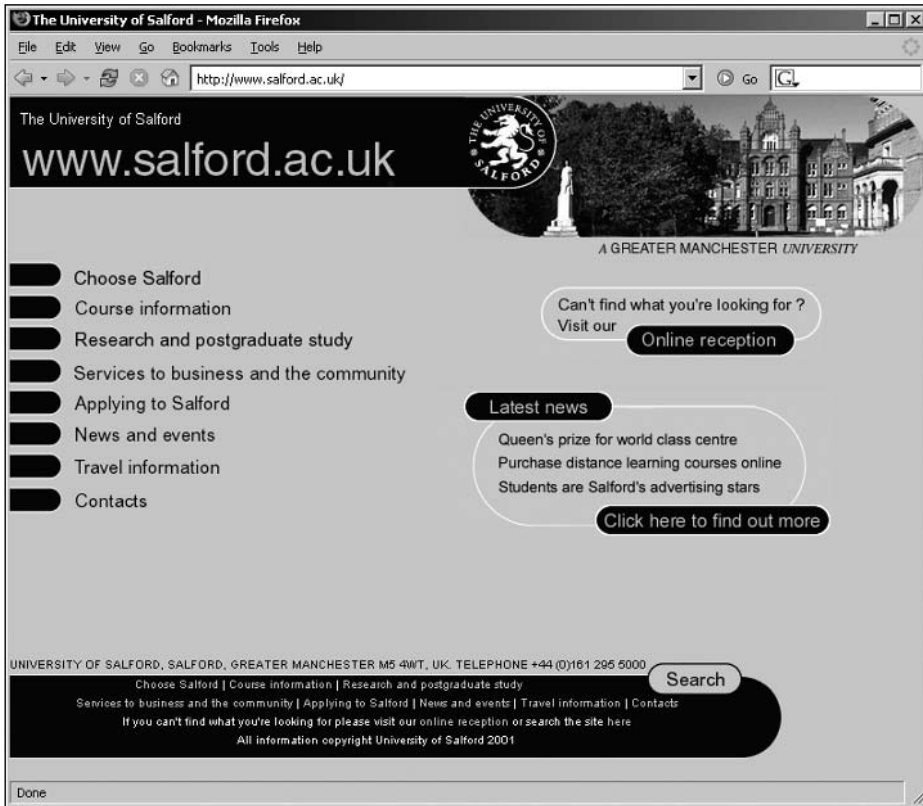 The University of Salford - Mozilla Firefox
File Edit View Go Bookmarks Tools Help
http://www.salford.ac.uk/ Go G
The University of Salford
www.salford.ac.uk
THE UNIVERSITY OF SALFORD
A GREATER MANCHESTER UNIVERSITY
Choose Salford
Course information
Research and postgraduate study
Services to business and the community
Applying to Salford
News and events
Travel information
Contacts
Can't find what you're looking for ?
Visit our
Online reception
Latest news
Queen's prize for world class centre
Purchase distance learning courses online
Students are Salford's advertising stars
Click here to find out more
UNIVERSITY OF SALFORD, SALFORD, GREATER MANCHESTER M5 4WT, UK. TELEPHONE +44 (0)161 295 5000
Search
Choose Salford | Course information | Research and postgraduate study
Services to business and the community | Applying to Salford | News and events | Travel information | Contacts
If you can't find what you're looking for please visit our online reception or search the site here
All information copyright University of Salford 2001
Done